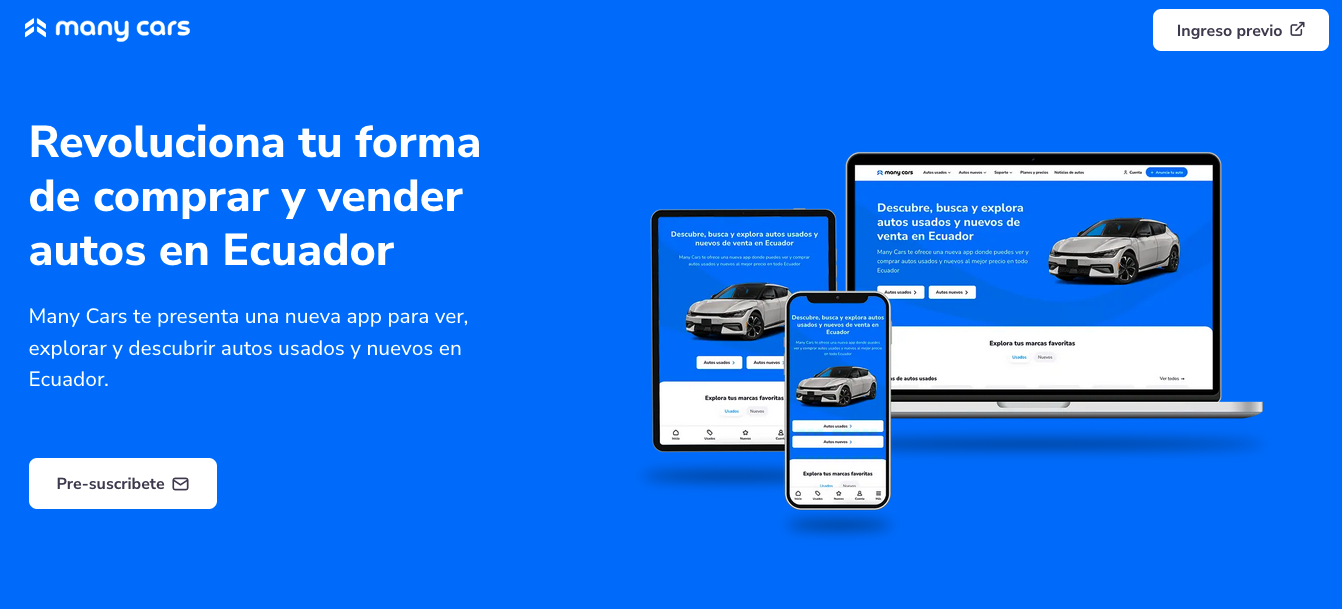 many cars
Ingreso previo
Revoluciona tu forma
de comprar y vender
autos en Ecuador
Many Cars te presenta una nueva app para ver,
explorar y descubrir autos usados y nuevos en
Ecuador.
Pre-suscribete
many cars
Autos usados
Autos nuevos
Soporte
Planes y precios
Noticias de autos
Cuenta
Anuncia tu auto
Descubre, busca y explora
autos usados y nuevos de
venta en Ecuador
Many Cars te ofrece una nueva app donde puedes ver y
comprar autos usados y nuevos al mejor precio en todo
Ecuador
Autos usados
Autos nuevos
Explora tus marcas favoritas
Usados
Nuevos
as de autos usados
Ver todos
Descubre, busca y explora autos usados y
nuevos de venta en Ecuador
Many Cars te ofrece una nueva app donde puedes ver y comprar
autos usados y nuevos al mejor precio en todo Ecuador
Autos usados
Autos nuevos
Explora tus marcas favoritas
Usados
Nuevos
Inicio
Usados
Nuevos
Descubre, busca y explora autos
usados y nuevos de venta en
Ecuador
Many Cars te ofrece una nueva app donde puedes
ver y comprar autos usados y nuevos al mejor precio
en todo Ecuador
Autos usados
Autos nuevos
Explora tus marcas favoritas
Usados
Nuevos
Inicio
Usados
Nuevos
Cuenta